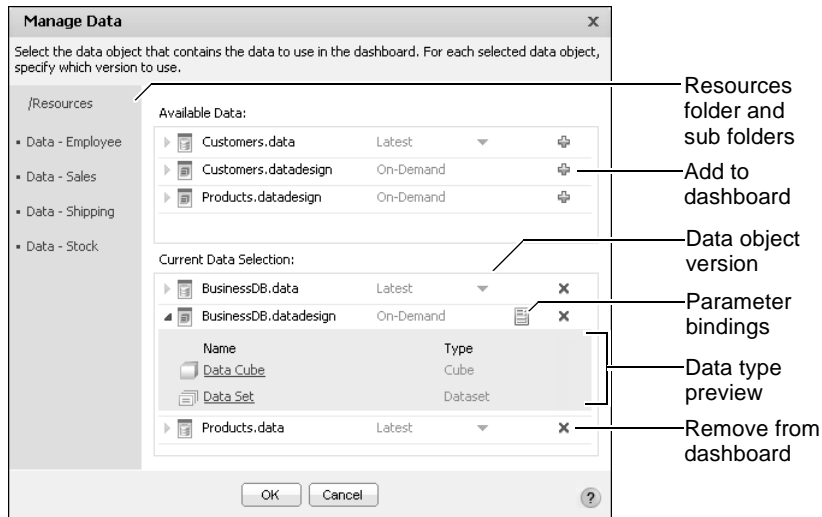 Manage Data
x
Select the data object that contains the data to use in the dashboard. For each selected data object,
specify which version to use.
/Resources
Data - Employee
Data - Sales
Data - Shipping
Data - Stock
Available Data:
Customers.data Latest
Customers.datadesign On-Demand
Products.datadesign On-Demand
Current Data Selection:
BusinessDB.data Latest
BusinessDB.datadesign On-Demand
Name Type
Data Cube Cube
Data Set Dataset
Products.data Latest
OK Cancel
?
Resources
folder and
sub folders
Add to
dashboard
Data object
version
Parameter
bindings
Data type
preview
Remove from
dashboard